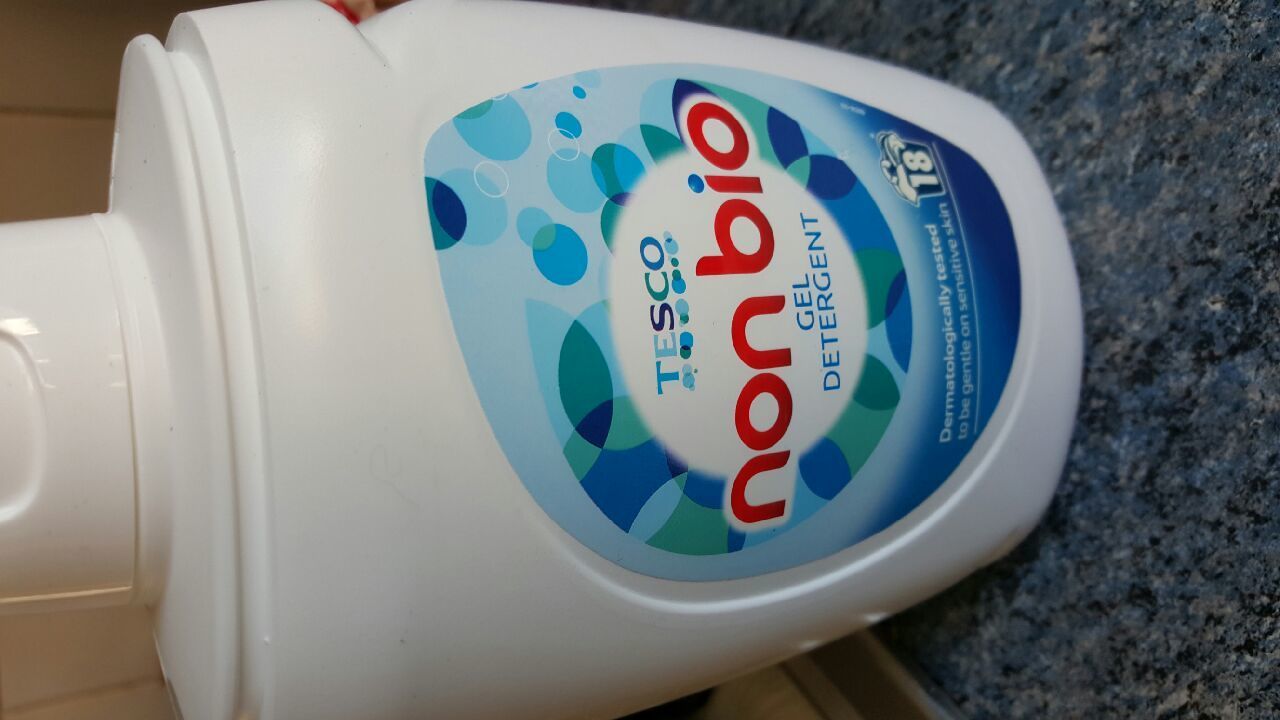 TESCO
non bio
GEL
DETERGENT
18
Dermatologically tested
to be gentle on sensitive skin